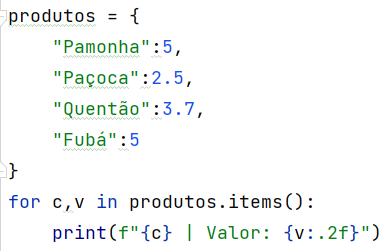 produtos = {
    "Pamonha":5,
    "Paçoca":2.5,
    "Quentão":3.7,
    "Fubá":5
}
for c,v in produtos.items():
    print(f"{c} | Valor: {v:.2f}")